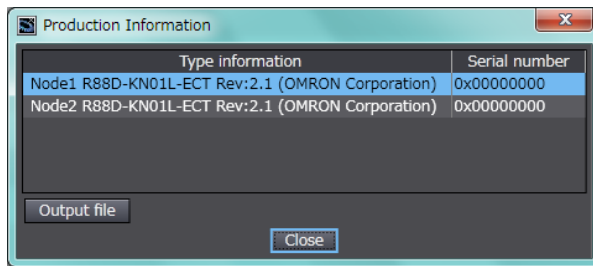 Production Information
Type information Serial number
Node1 R88D-KN01L-ECT Rev:2.1 (OMRON Corporation) 0x00000000
Node2 R88D-KN01L-ECT Rev:2.1 (OMRON Corporation) 0x00000000
Output file
Close